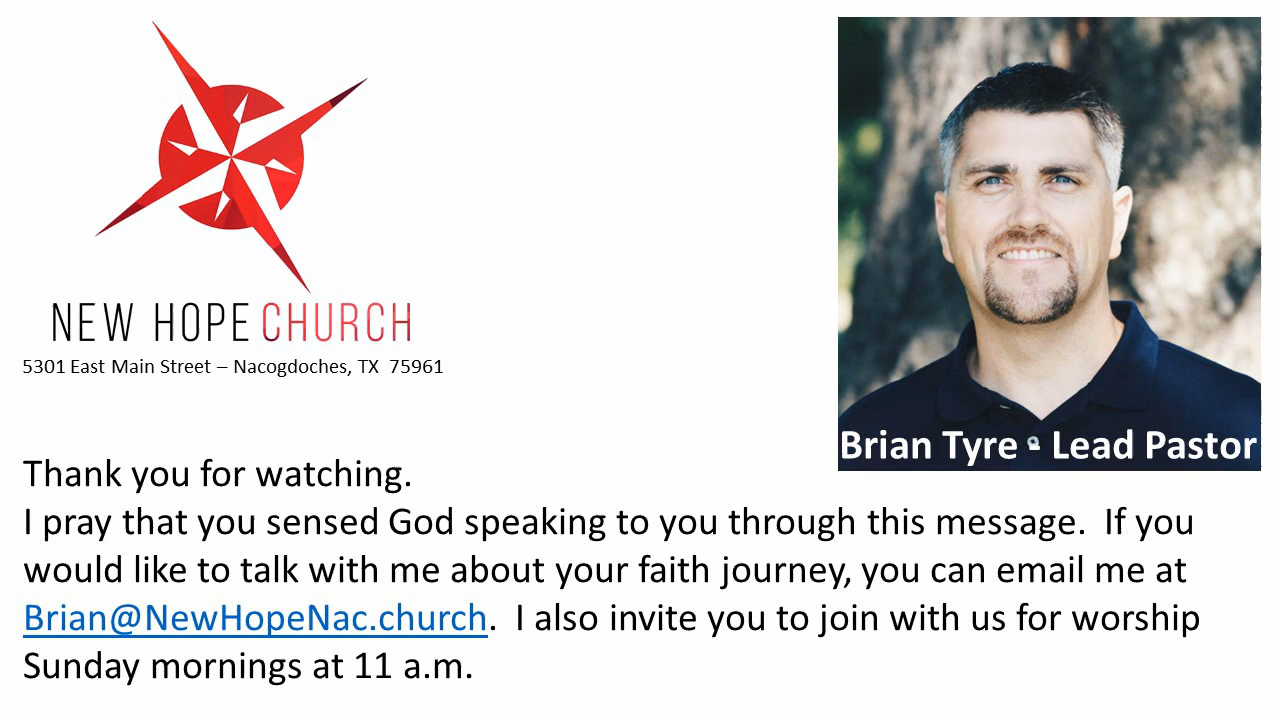 NEW HOPE CHURCH
5301 East Main Street – Nacogdoches, TX  75961
Brian Tyre - Lead Pastor
Thank you for watching.
I pray that you sensed God speaking to you through this message.  If you
would like to talk with me about your faith journey, you can email me at
Brian@NewHopeNac.church.  I also invite you to join with us for worship
Sunday mornings at 11 a.m.